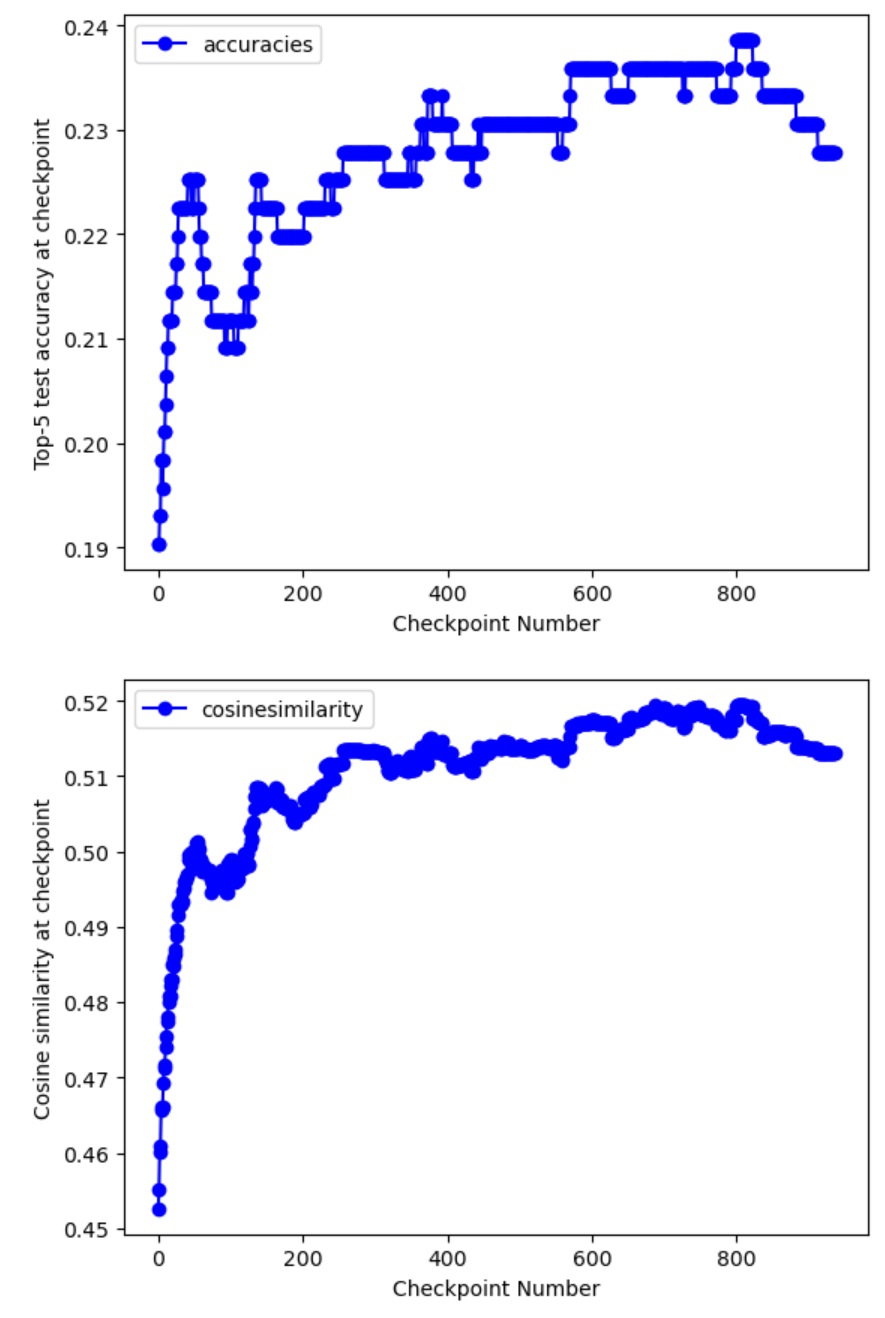 accuracies
Top-5 test accuracy at checkpoint
0.24
0.23
0.22
0.21
0.20
0.19
0 200 400 600 800
Checkpoint Number
cosinesimilarity
Cosine similarity at checkpoint
0.52
0.51
0.50
0.49
0.48
0.47
0.46
0.45
0 200 400 600 800
Checkpoint Number